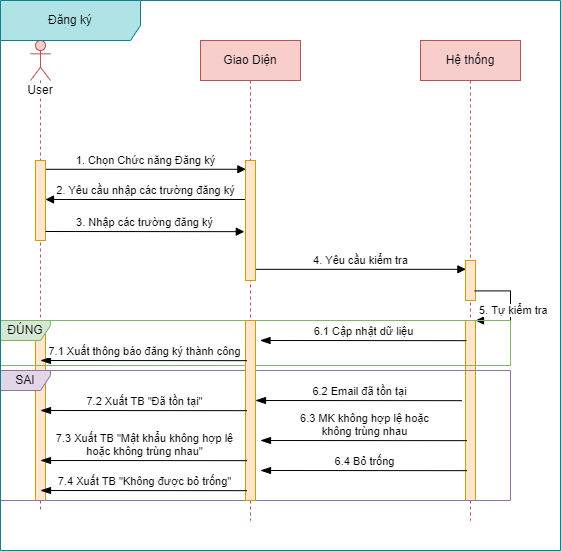 Đăng ký
User
Giao Diện
Hệ thống
1. Chọn Chức năng Đăng ký
2. Yêu cầu nhập các trường đăng ký
3. Nhập các trường đăng ký
4. Yêu cầu kiểm tra
5. Tự kiểm tra
ĐÚNG
6.1 Cập nhật dữ liệu
7.1 Xuất thông báo đăng ký thành công
SAI
6.2 Email đã tồn tại
7.2 Xuất TB "Đã tồn tại"
6.3 MK không hợp lệ hoặc
không trùng nhau
7.3 Xuất TB "Mật khẩu không hợp lệ
hoặc không trùng nhau"
6.4 Bỏ trống
7.4 Xuất TB "Không được bỏ trống"